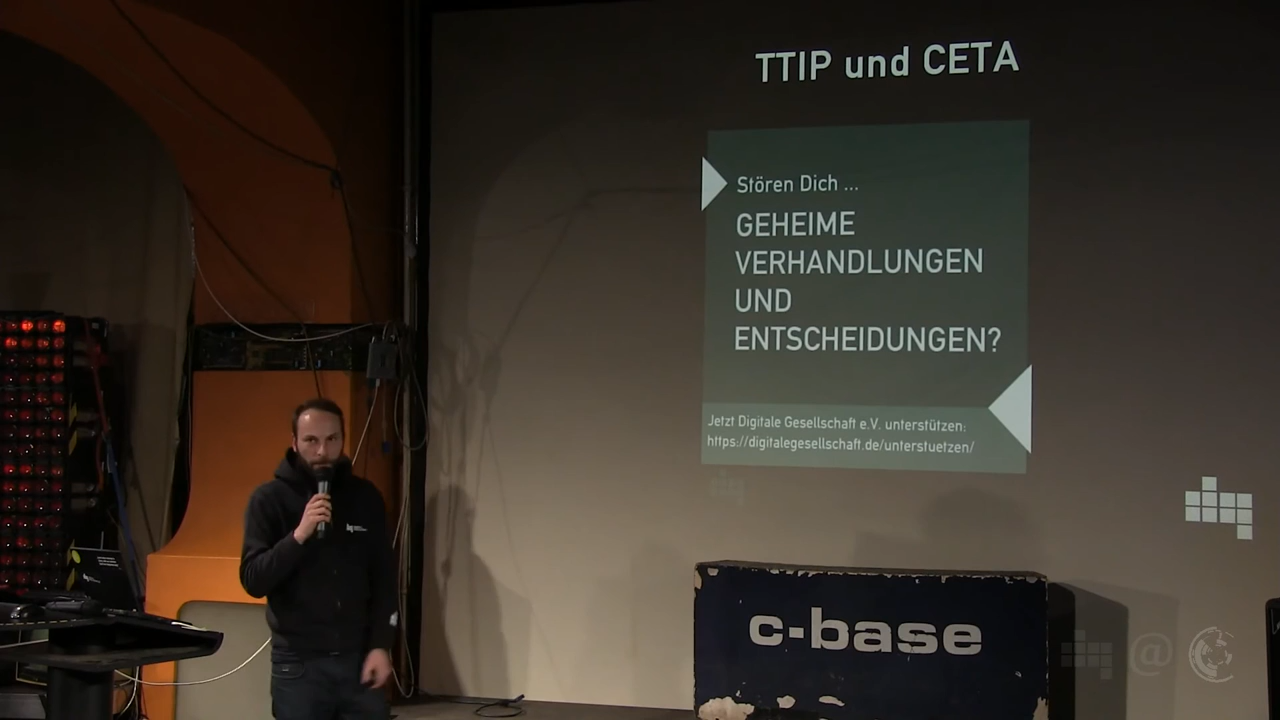 TTIP und CETA
Stören Dich ...
GEHEIME
VERHANDLUNGEN
UND
ENTSCHEIDUNGEN?
Jetzt Digitale Gesellschaft e.V. unterstützen:
https://digitalegesellschaft.de/unterstuetzen/
c-base
@